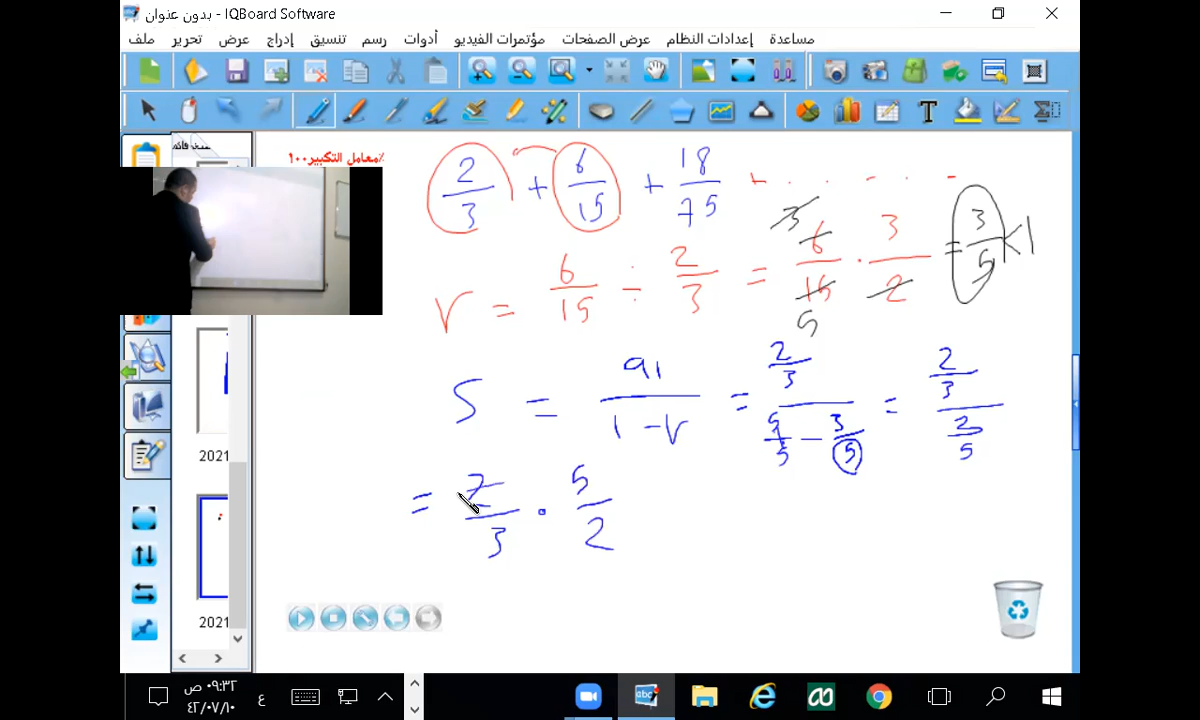 بدون عنوان - IQBoard Software
ملف تحرير عرض إدراج تنسيق رسم أدوات مؤتمرات الفيديو عرض الصفحات إعدادات النظام مساعدة
معامل التكبير١٠٠٪
2/3 + 6/15 + 18/75 + . . - . . -
r = 6/15 ÷ 2/3 = 6/15 · 3/2 = 3/5 < 1
3
5
S = a1/(1-r) = (2/3)/(5/5 - 3/5) = (2/3)/(2/5)
= 2/3 · 5/2
2021
2021
٠٩:٣٢ ص
ع
٤٢/٠٧/١٠
abc